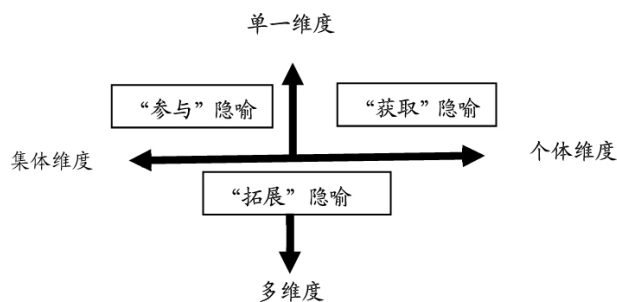 单一维度
“参与”隐喻
“获取”隐喻
集体维度
个体维度
“拓展”隐喻
多维度